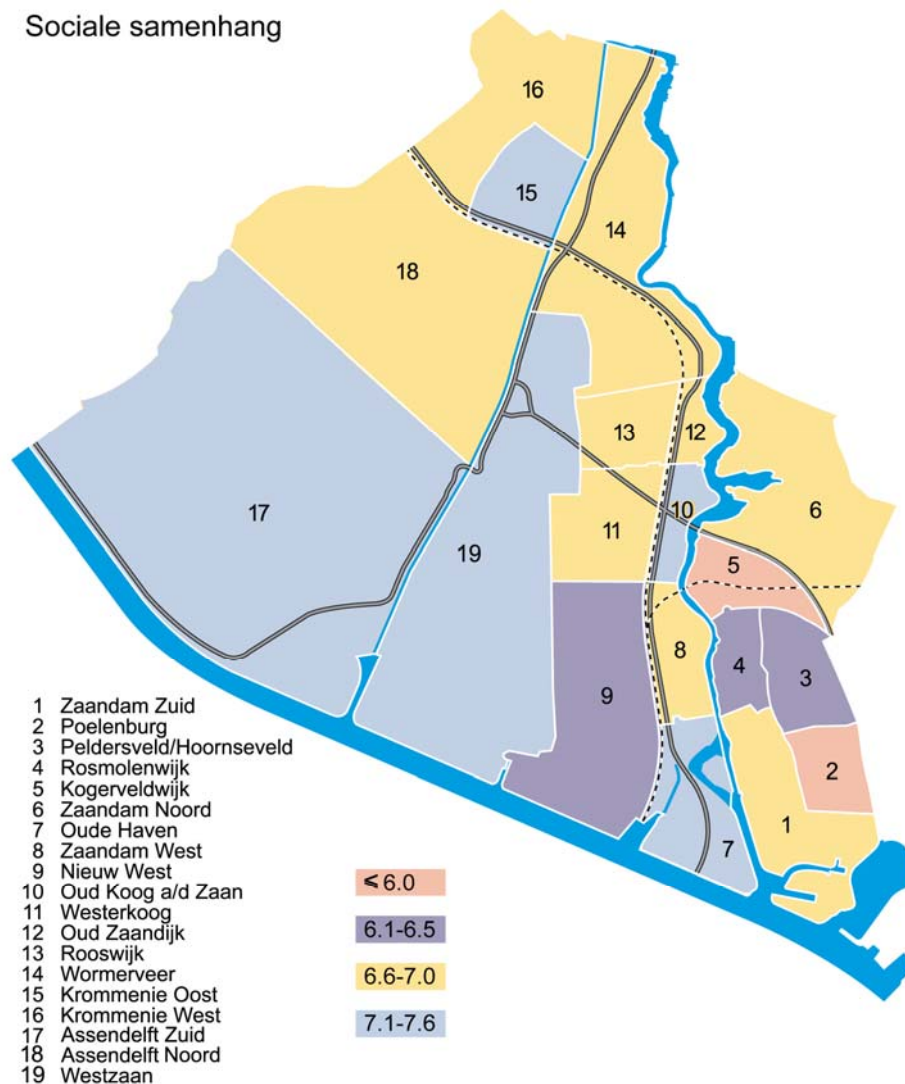 Sociale samenhang
16
15
14
18
13
12
17
10
6
11
19
5
8
4
3
9
2
1
7
1 Zaandam Zuid
2 Poelenburg
3 Peldersveld/Hoornseveld
4 Rosmolenwijk
5 Kogerveldwijk
6 Zaandam Noord
7 Oude Haven
8 Zaandam West
9 Nieuw West
10 Oud Koog a/d Zaan
11 Westerkoog
12 Oud Zaandijk
13 Rooswijk
14 Wormerveer
15 Krommenie Oost
16 Krommenie West
17 Assendelft Zuid
18 Assendelft Noord
19 Westzaan
≤ 6.0
6.1-6.5
6.6-7.0
7.1-7.6